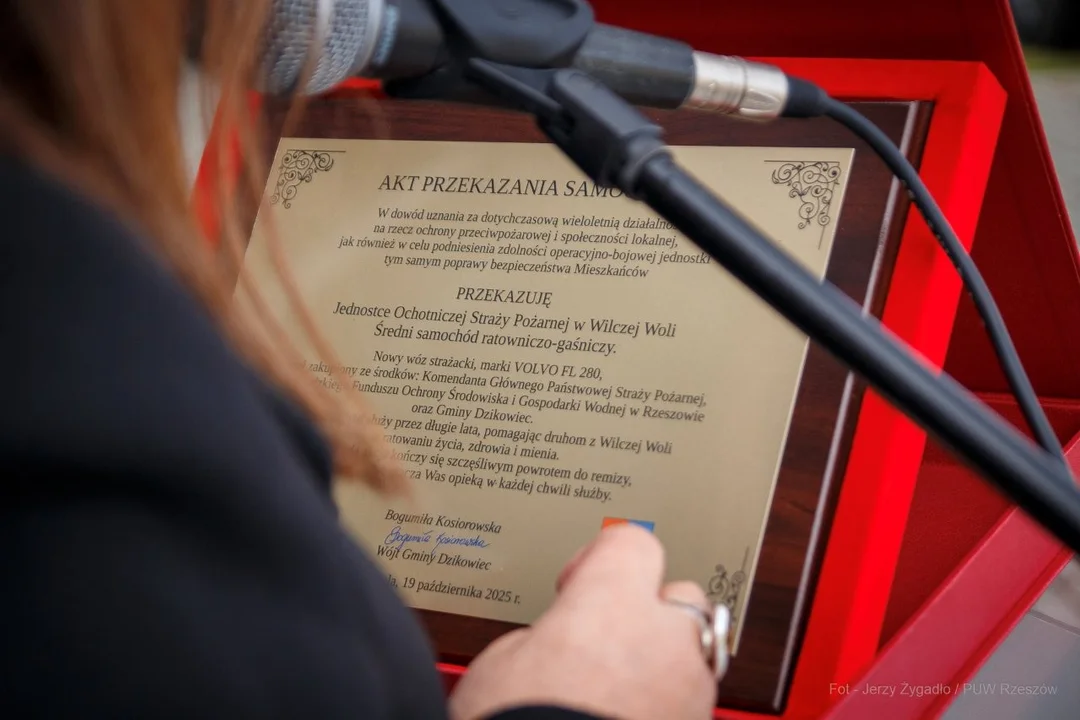 AKT PRZEKAZANIA
W dowód uznania za dotychczasową wieloletnią
na rzecz ochrony przeciwpożarowej i społeczności lokalnej,
jak również w celu podniesienia zdolności operacyjno-bojowej jednostki
tym samym poprawy bezpieczeństwa Mieszkańców
PRZEKAZUJĘ
Jednostce Ochotniczej Straży Pożarnej w Wilczej Woli
Średni samochód ratowniczo-gaśniczy.
Nowy wóz strażacki, marki VOLVO FL 280,
ze środków: Komendanta Głównego Państwowej Straży Pożarnej,
Funduszu Ochrony Środowiska i Gospodarki Wodnej w Rzeszowie
oraz Gminy Dzikowiec.
przez długie lata, pomagając druhom z Wilczej Woli
ratowaniu życia, zdrowia i mienia.
kończy się szczęśliwym powrotem do remizy,
Was opieką w każdej chwili służby.
Bogumiła Kosiorowska
Bogumiła Kosiorowska
Wójt Gminy Dzikowiec
19 października 2025 r.
Fot - Jerzy Żygadło / PUW Rzeszów